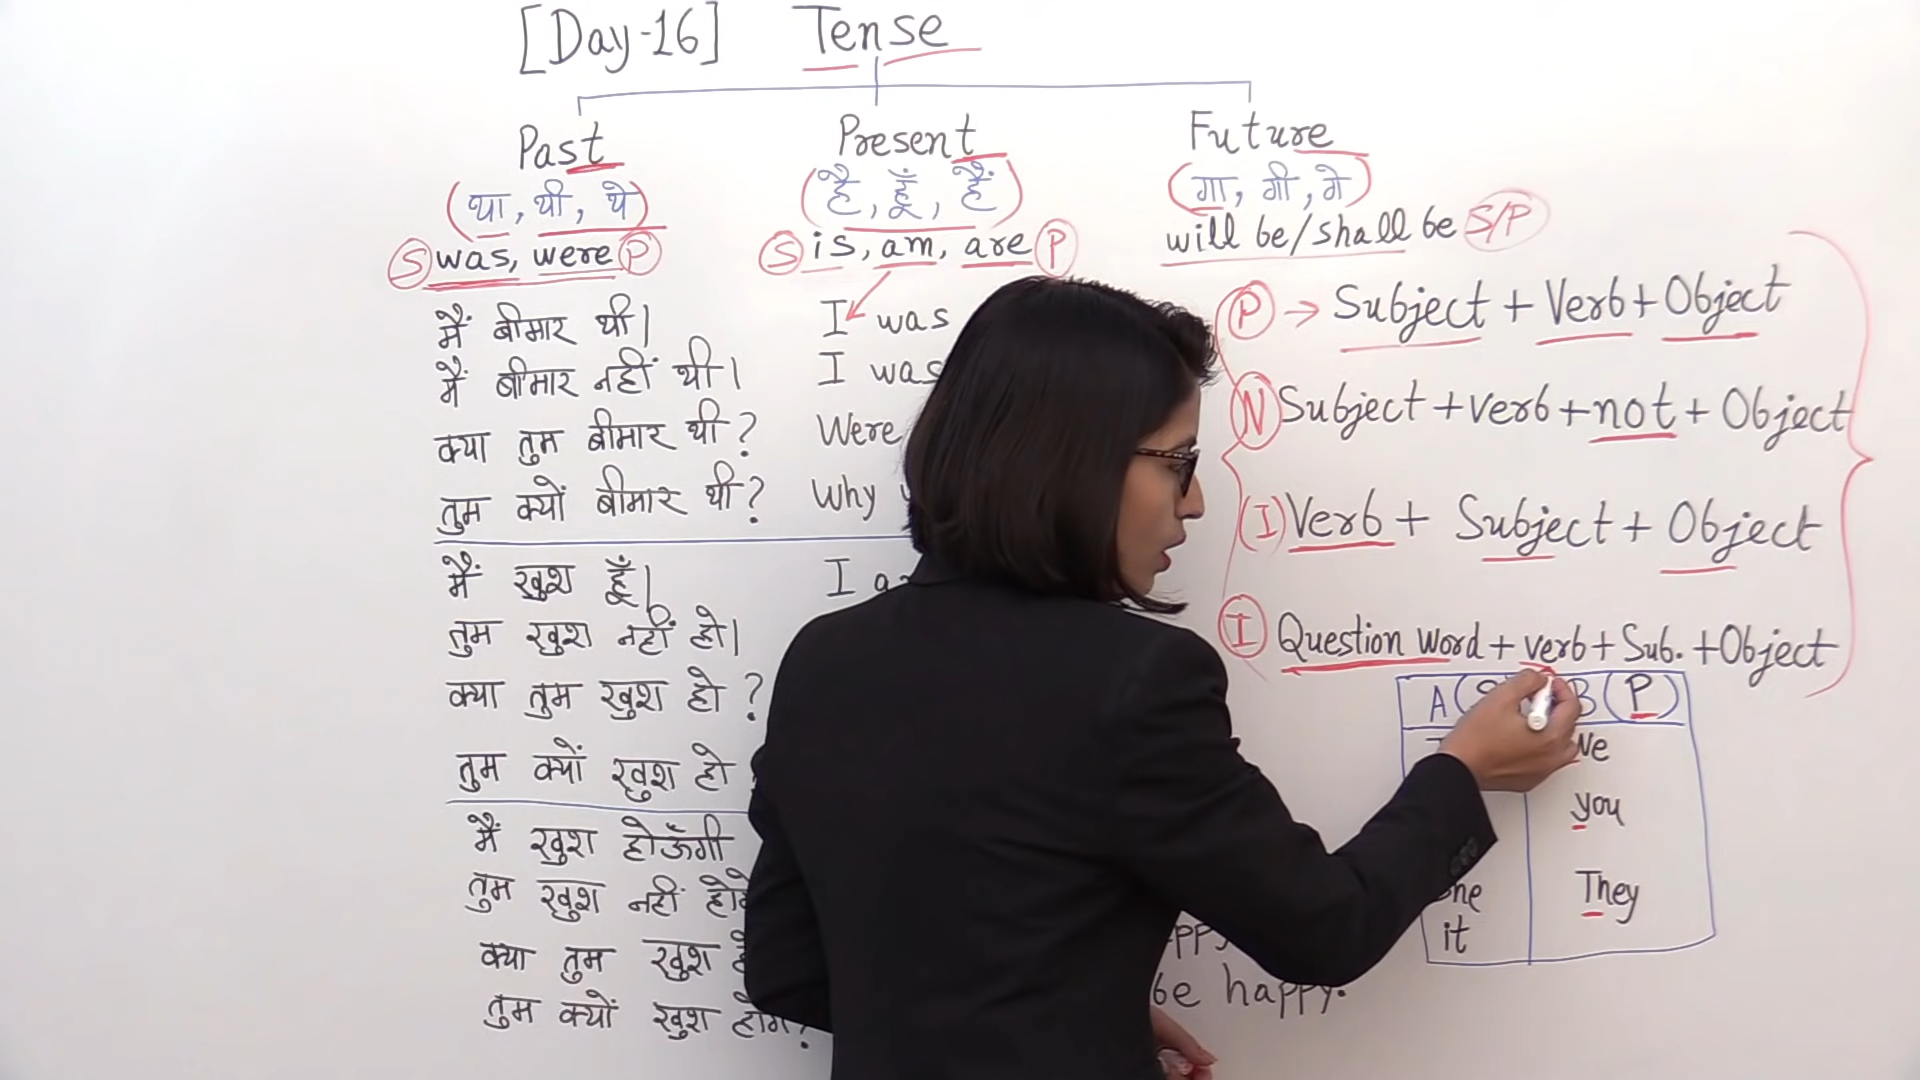 [Day-16] Tense
Past
(था, थी, थे)
S was, were P
Present
(है, हूँ, हैं)
S is, am, are P
Future
(गा, गी, गे)
will be/shall be S/P
मैं बीमार थी।
मैं बीमार नहीं थी।
क्या तुम बीमार थी?
तुम क्यों बीमार थी?
I was
I was
Were
Why
मैं खुश हूँ।
तुम खुश नहीं हो।
क्या तुम खुश हो ?
तुम क्यों खुश हो
I
मैं खुश होऊँगी
तुम खुश नहीं
क्या तुम खुश
तुम क्यों खुश
be happy.
P → Subject + Verb + Object
N Subject + verb + not + Object
(I) Verb + Subject + Object
I Question word + verb + Sub. + Object
A B (P)
We
you
They
it